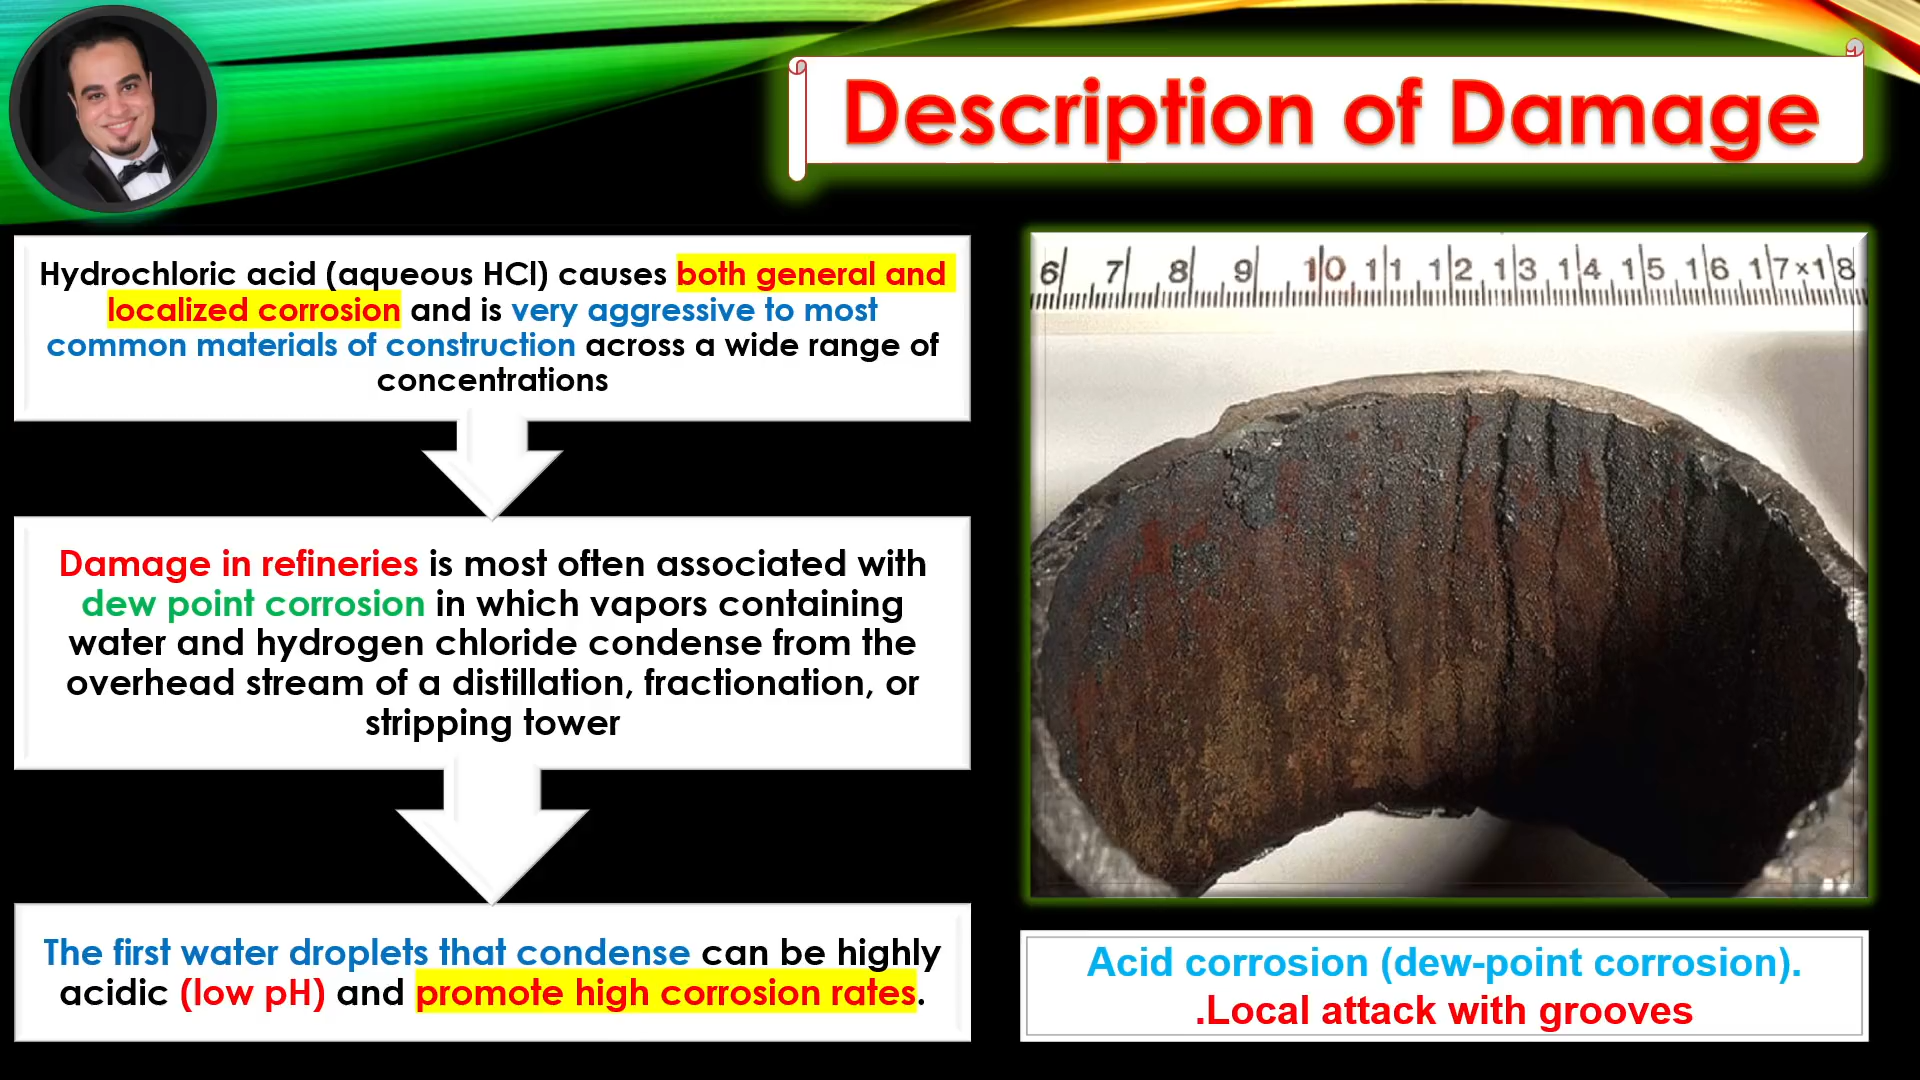 Description of Damage
Hydrochloric acid (aqueous HCl) causes both general and
localized corrosion and is very aggressive to most
common materials of construction across a wide range of
concentrations
Damage in refineries is most often associated with
dew point corrosion in which vapors containing
water and hydrogen chloride condense from the
overhead stream of a distillation, fractionation, or
stripping tower
The first water droplets that condense can be highly
acidic (low pH) and promote high corrosion rates.
6 7 8 9 10 11 12 13 14 15 16 17×18
Acid corrosion (dew-point corrosion).
.Local attack with grooves